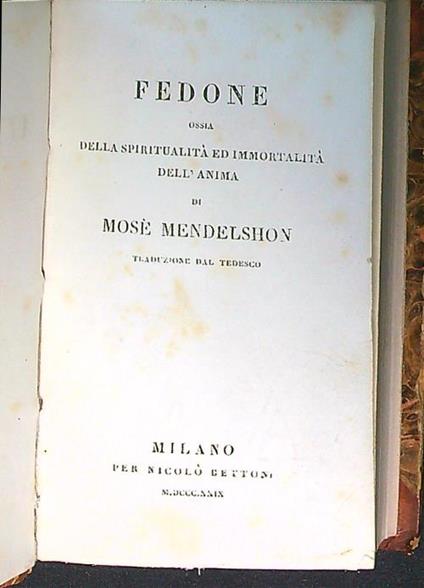 FEDONE
OSSIA
DELLA SPIRITUALITÀ ED IMMORTALITÀ
DELL' ANIMA
DI
MOSÈ MENDELSHON
TRADUZIONE DAL TEDESCO
MILANO
PER NICOLÒ BETTONI
M.DCCC.XXIX